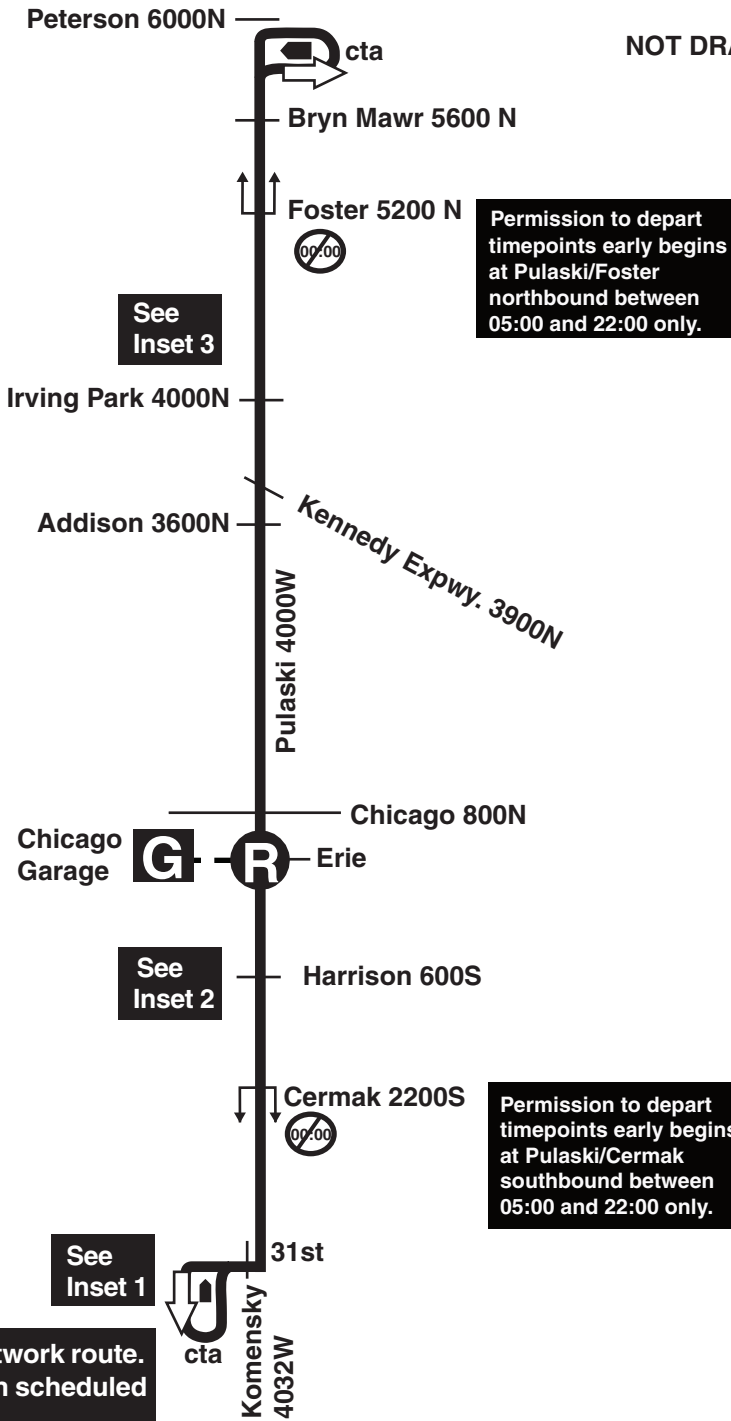 Peterson 6000N
cta
NOT
Bryn Mawr 5600 N
Foster 5200 N
00:00
Permission to depart
timepoints early begins
at Pulaski/Foster
northbound between
05:00 and 22:00 only.
See
Inset 3
Irving Park 4000N
Kennedy Expwy. 3900N
Addison 3600N
Pulaski 4000W
Chicago 800N
Chicago
Garage
G
R
Erie
See
Inset 2
Harrison 600S
Cermak 2200S
00:00
Permission to depart
timepoints early begins
at Pulaski/Cermak
southbound between
05:00 and 22:00 only.
31st
See
Inset 1
Komensky
4032W
cta
route.
scheduled